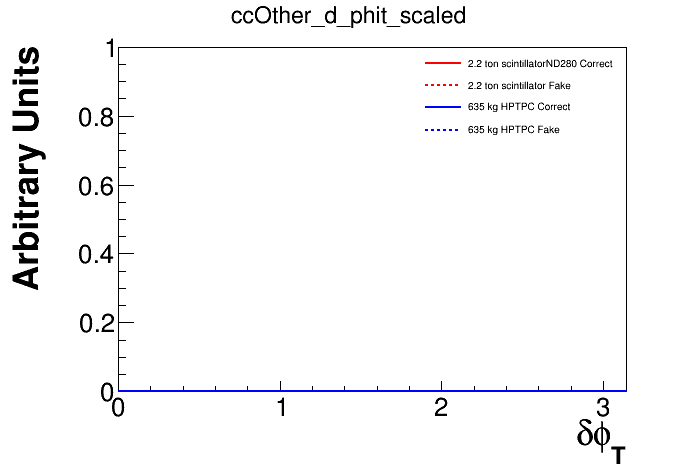 ccOther_d_phit_scaled
Arbitrary Units
1
0.8
0.6
0.4
0.2
0
2.2 ton scintillatorND280 Correct
2.2 ton scintillator Fake
635 kg HPTPC Correct
635 kg HPTPC Fake
0 1 2 3
δϕ_T